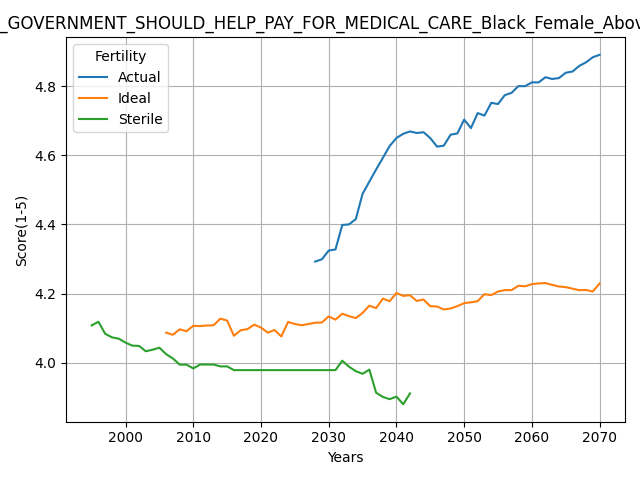 _GOVERNMENT_SHOULD_HELP_PAY_FOR_MEDICAL_CARE_Black_Female_Abov
Fertility
Actual
Ideal
Sterile
Score(1-5)
4.8
4.6
4.4
4.2
4.0
2000 2010 2020 2030 2040 2050 2060 2070
Years